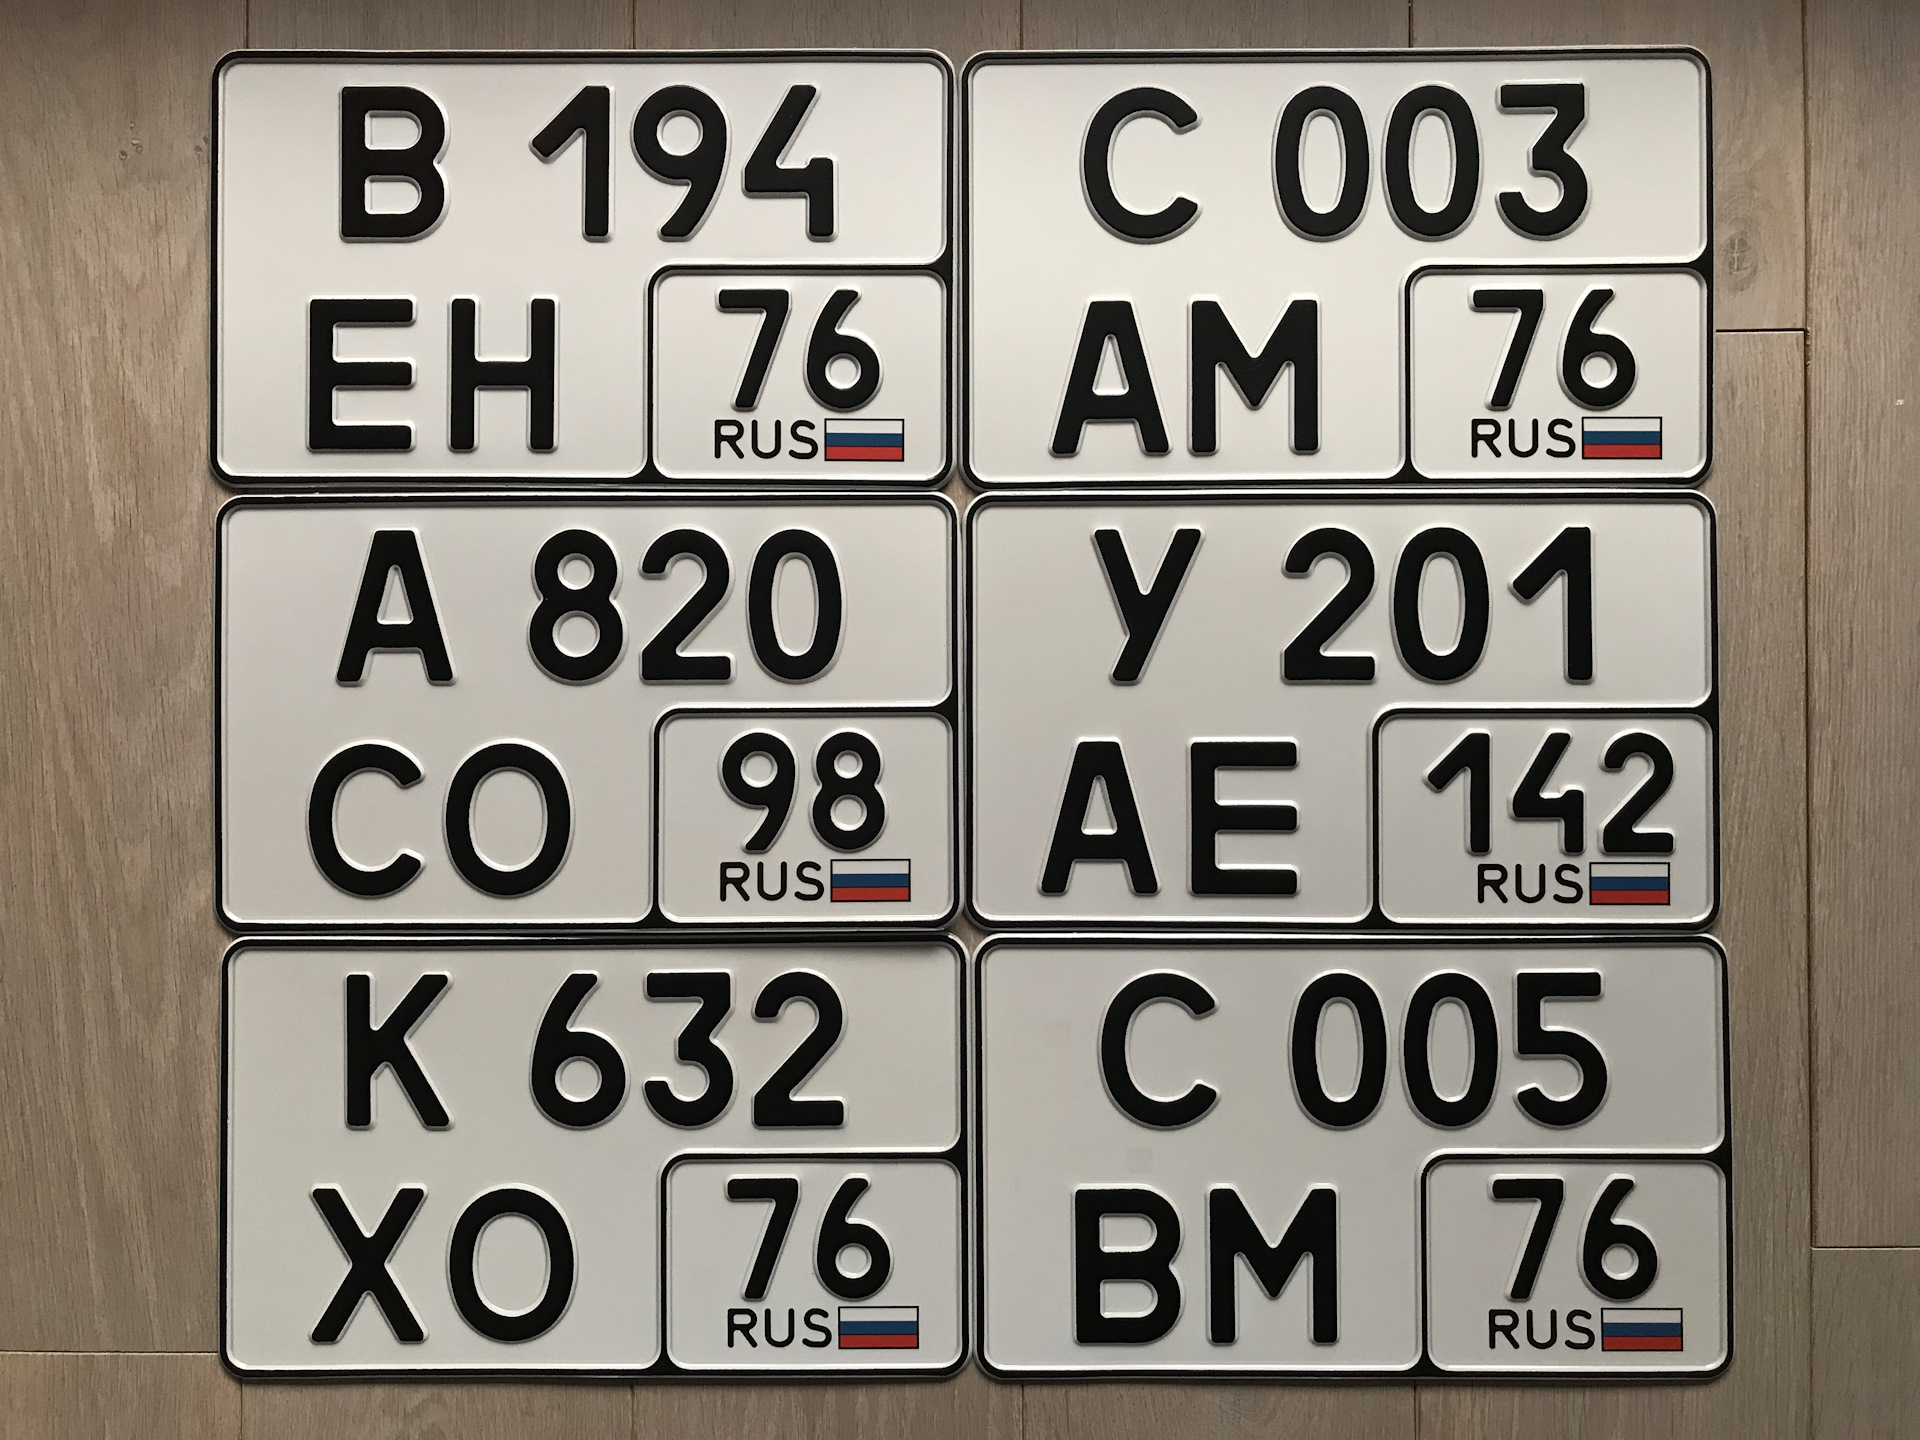 В 194
ЕН 76
RUS
С 003
АМ 76
RUS
А 820
СО 98
RUS
У 201
АЕ 142
RUS
К 632
ХО 76
RUS
С 005
ВМ 76
RUS